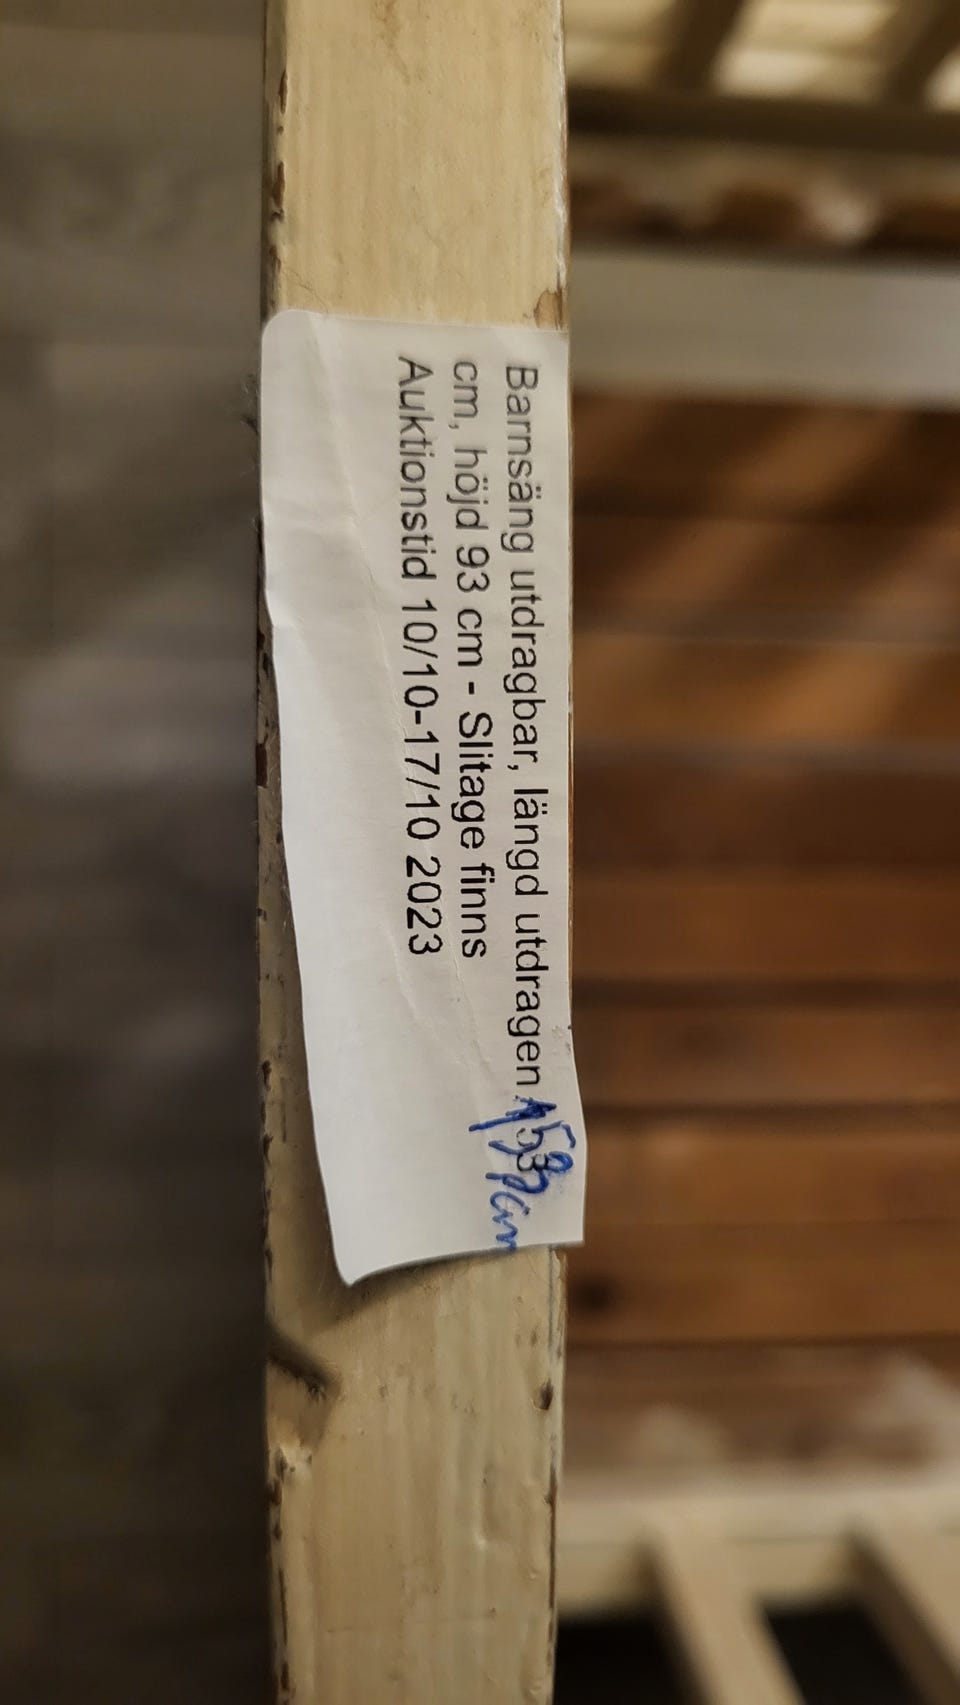 Barnsäng utdragbar, längd utdragen
cm, höjd 93 cm - Slitage finns
Auktionstid 10/10-17/10 2023